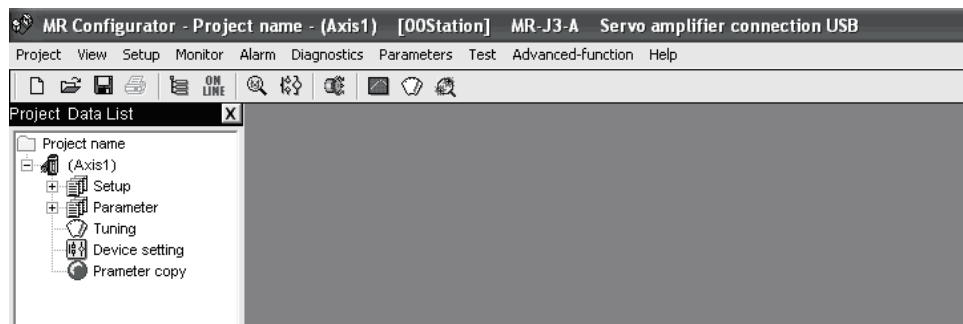 MR Configurator - Project name - (Axis1) [00Station] MR-J3-A Servo amplifier connection USB
Project View Setup Monitor Alarm Diagnostics Parameters Test Advanced-function Help
ON
LINE
Project Data List X
Project name
(Axis1)
Setup
Parameter
Tuning
Device setting
Prameter copy